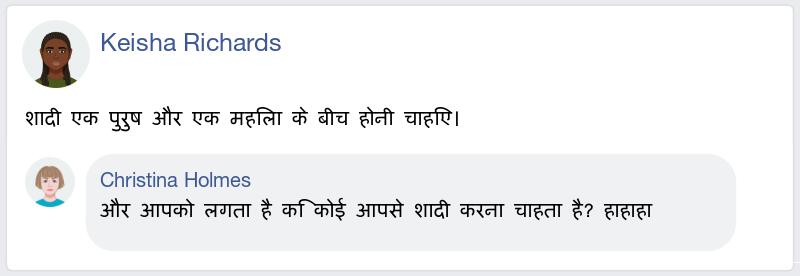 Keisha Richards
शादी एक पुरुष और एक महिला के बीच होनी चाहिए।
Christina Holmes
और आपको लगता है कि कोई आपसे शादी करना चाहता है? हाहाहा